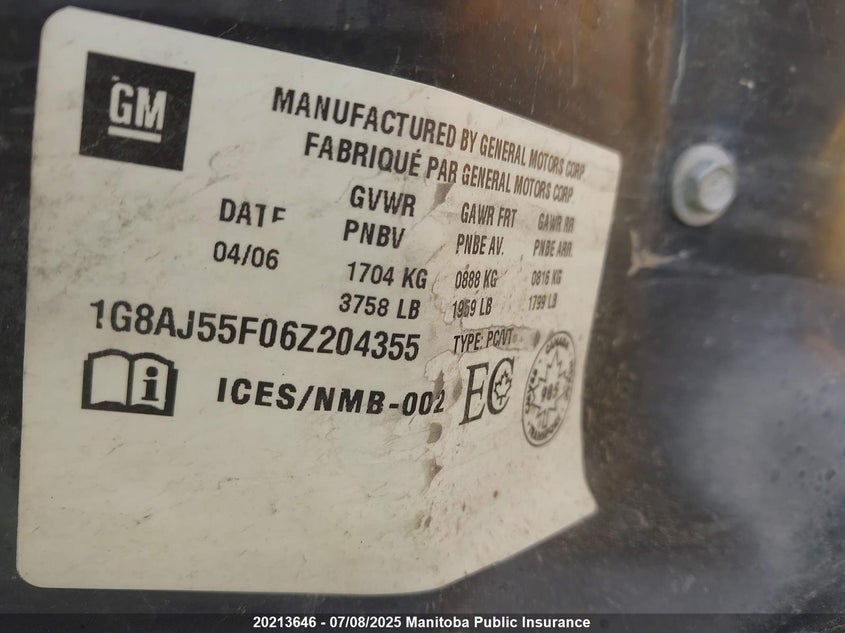 GM
MANUFACTURED BY GENERAL MOTORS CORP.
FABRIQUÉ PAR GENERAL MOTORS CORP.
DATE GVWR GAWR FRT GAWR RR
PNBV PNBE AV. PNBE ARR.
04/06 1704 KG 0888 KG 0816 KG
3758 LB 1959 LB 1799 LB
1G8AJ55F06Z204355 TYPE: PC/VT
i ICES/NMB-002 EC
CANADA
20213646 - 07/08/2025 Manitoba Public Insurance